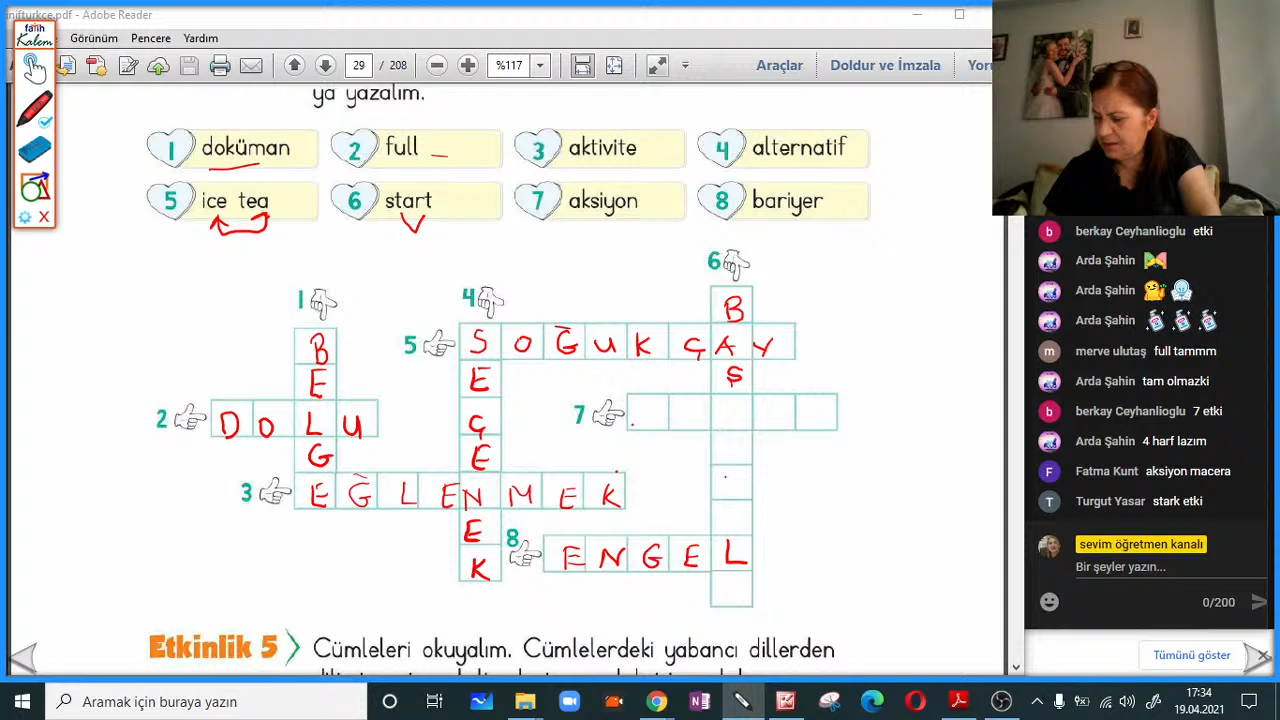 nifturkce.pdf - Adobe Reader
fatih
Kalem
Görünüm Pencere Yardım
29 / 208 %117 Araçlar Doldur ve İmzala
ya yazalım.
1 doküman 2 full 3 aktivite 4 alternatif
5 ice tea 6 start 7 aksiyon 8 bariyer
6
1 4
B
5 S O Ğ U K Ç A Y
B
E E Ş
2 D O L U Ç 7
G E
3 E Ğ L E N M E K
E
8 E N G E L
K
Etkinlik 5 Cümleleri okuyalım. Cümlelerdeki yabancı dillerden
berkay Ceyhanlioglu etki
Arda Şahin
Arda Şahin
Arda Şahin
merve ulutaş full tammm
Arda Şahin tam olmazki
berkay Ceyhanlioglu 7 etki
Arda Şahin 4 harf lazım
Fatma Kunt aksiyon macera
Turgut Yasar stark etki
sevim öğretmen kanalı
Bir şeyler yazın...
0/200
Tümünü göster
Aramak için buraya yazın
17:34
19.04.2021